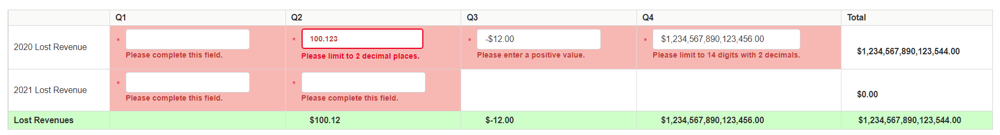 Q1 Q2 Q3 Q4 Total
2020 Lost Revenue * * 100.123 * -$12.00 * $1,234,567,890,123,456.00 $1,234,567,890,123,544.00
Please complete this field. Please limit to 2 decimal places. Please enter a positive value. Please limit to 14 digits with 2 decimals.
2021 Lost Revenue * * $0.00
Please complete this field. Please complete this field.
Lost Revenues $100.12 $-12.00 $1,234,567,890,123,456.00 $1,234,567,890,123,544.00